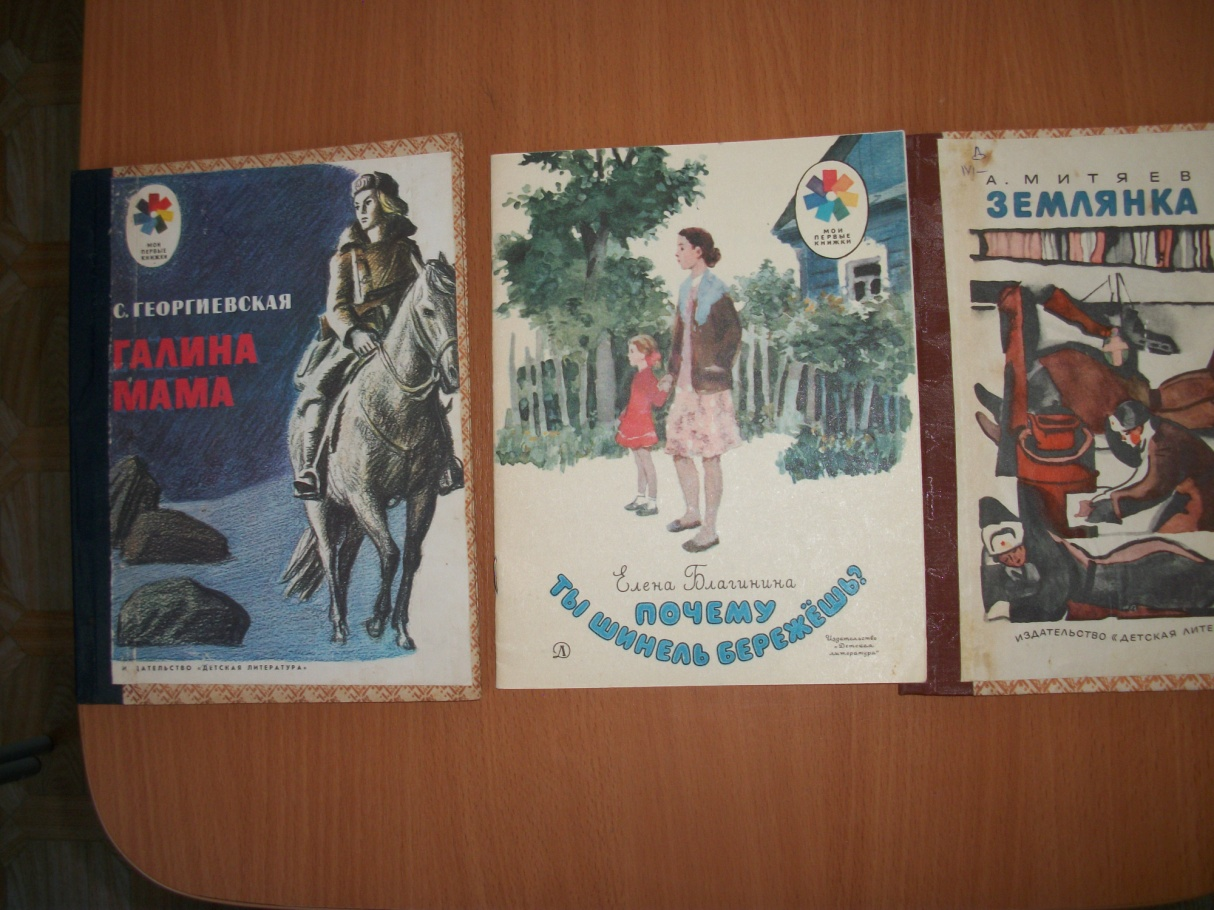 МОИ
ПЕРВЫЕ
КНИЖКИ
С. ГЕОРГИЕВСКАЯ
ГАЛИНА
МАМА
ИЗДАТЕЛЬСТВО «ДЕТСКАЯ ЛИТЕРАТУРА»
МОИ
ПЕРВЫЕ
КНИЖКИ
Елена Благинина
ПОЧЕМУ
ТЫ ШИНЕЛЬ БЕРЕЖЁШЬ?
Д
Издательство
«Детская
литература»
Д
М
А. МИТЯЕВ
ЗЕМЛЯНКА
ИЗДАТЕЛЬСТВО «ДЕТСКАЯ ЛИТЕ